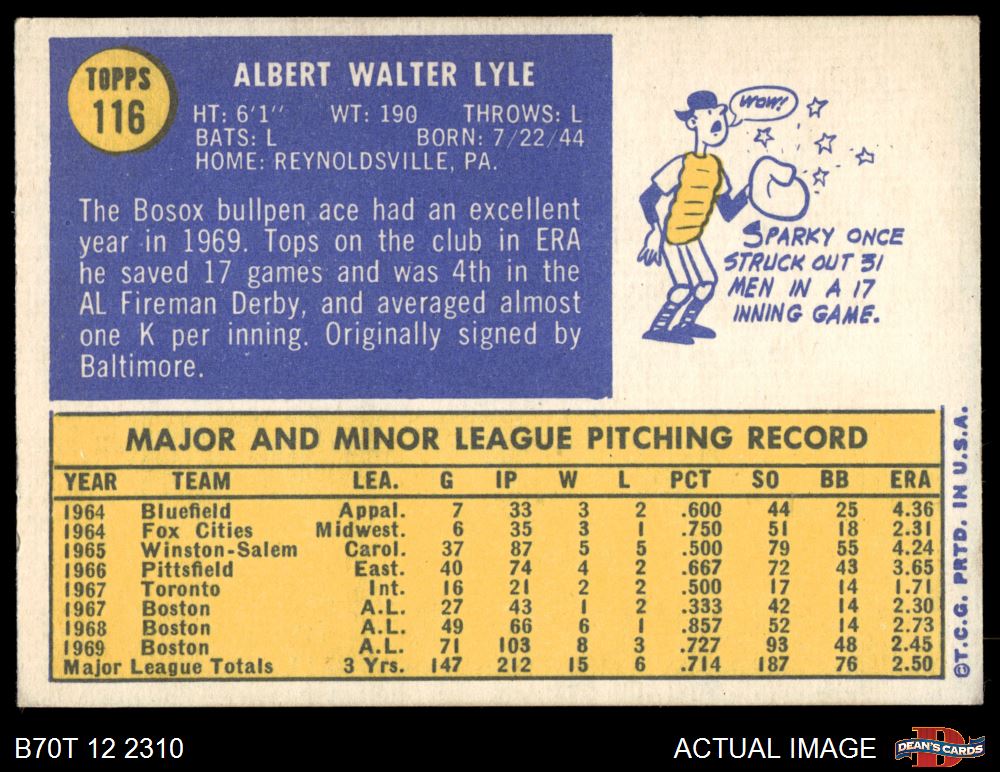 TOPPS
116
ALBERT WALTER LYLE
HT: 6'1" WT: 190 THROWS: L
BATS: L BORN: 7/22/44
HOME: REYNOLDSVILLE, PA.
The Bosox bullpen ace had an excellent
year in 1969. Tops on the club in ERA
he saved 17 games and was 4th in the
AL Fireman Derby, and averaged almost
one K per inning. Originally signed by
Baltimore.
WOW!
SPARKY ONCE
STRUCK OUT 31
MEN IN A 17
INNING GAME.
MAJOR AND MINOR LEAGUE PITCHING RECORD
YEAR TEAM LEA. G IP W L PCT SO BB ERA
1964 Bluefield Appal. 7 33 3 2 .600 44 25 4.36
1964 Fox Cities Midwest. 6 35 3 1 .750 51 18 2.31
1965 Winston-Salem Carol. 37 87 5 5 .500 79 55 4.24
1966 Pittsfield East. 40 74 4 2 .667 72 43 3.65
1967 Toronto Int. 16 21 2 2 .500 17 14 1.71
1967 Boston A.L. 27 43 1 2 .333 42 14 2.30
1968 Boston A.L. 49 66 6 1 .857 52 14 2.73
1969 Boston A.L. 71 103 8 3 .727 93 48 2.45
Major League Totals 3 Yrs. 147 212 15 6 .714 187 76 2.50
©T.C.G. PRTD. IN U.S.A.
B70T 12 2310
ACTUAL IMAGE
D
DEAN'S CARDS